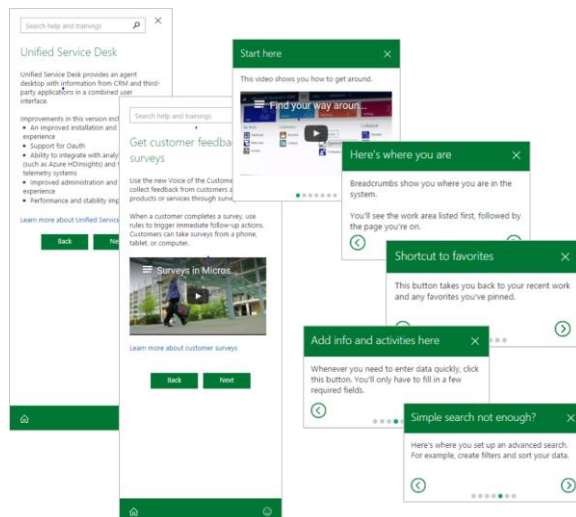 Search help and trainings
Unified Service Desk
Unified Service Desk provides an agent
desktop with information from CRM and third-
party applications in a combined user
interface.
Improvements in this version incl
• An improved installation and
experience
• Support for Oauth
• Ability to integrate with analy
(such as Azure HDInsights) and t
telemetry systems
• Improved administration and
experience
• Performance and stability imp
Learn more about Unified Service
Back
Ne
Search help and trainings
Get customer feedba
surveys
Use the new Voice of the Custome
collect feedback from customers a
products or services through surve
When a customer completes a survey, use
rules to trigger immediate follow-up actions.
Customers can take surveys from a phone,
tablet, or computer.
Surveys in Micros...
Learn more about customer surveys
Back
Next
Start here
This video shows you how to get around.
Find your way aroun...
Here's where you are
Breadcrumbs show you where you are in the
system.
You'll see the work area listed first, followed by
the page you're on.
Shortcut to favorites
This button takes you back to your recent work
and any favorites you've pinned.
Add info and activities here
Whenever you need to enter data quickly, click
this button. You'll only have to fill in a few
required fields.
Simple search not enough?
Here's where you set up an advanced search.
For example, create filters and sort your data.